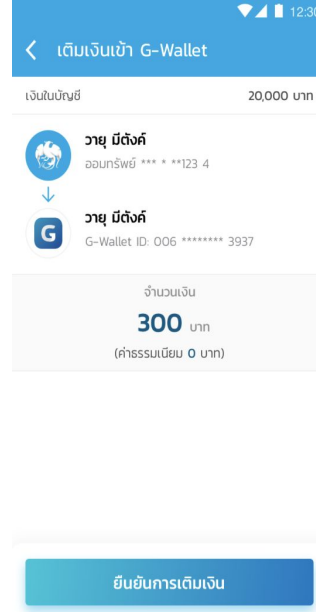 12:30
เติมเงินเข้า G-Wallet
เงินในบัญชี 20,000 บาท
วายุ มีตังค์
ออมทรัพย์ *** * **123 4
G
วายุ มีตังค์
G-Wallet ID: 006 ******** 3937
จำนวนเงิน
300 บาท
(ค่าธรรมเนียม 0 บาท)
ยืนยันการเติมเงิน